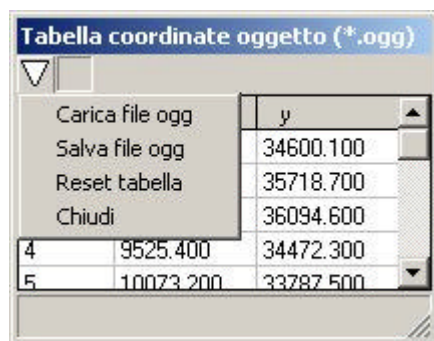 Tabella coordinate oggetto (*.ogg)
Carica file ogg
Salva file ogg
Reset tabella
Chiudi
y
34600.100
35718.700
36094.600
4 9525.400 34472.300
5 10073.200 33787.500